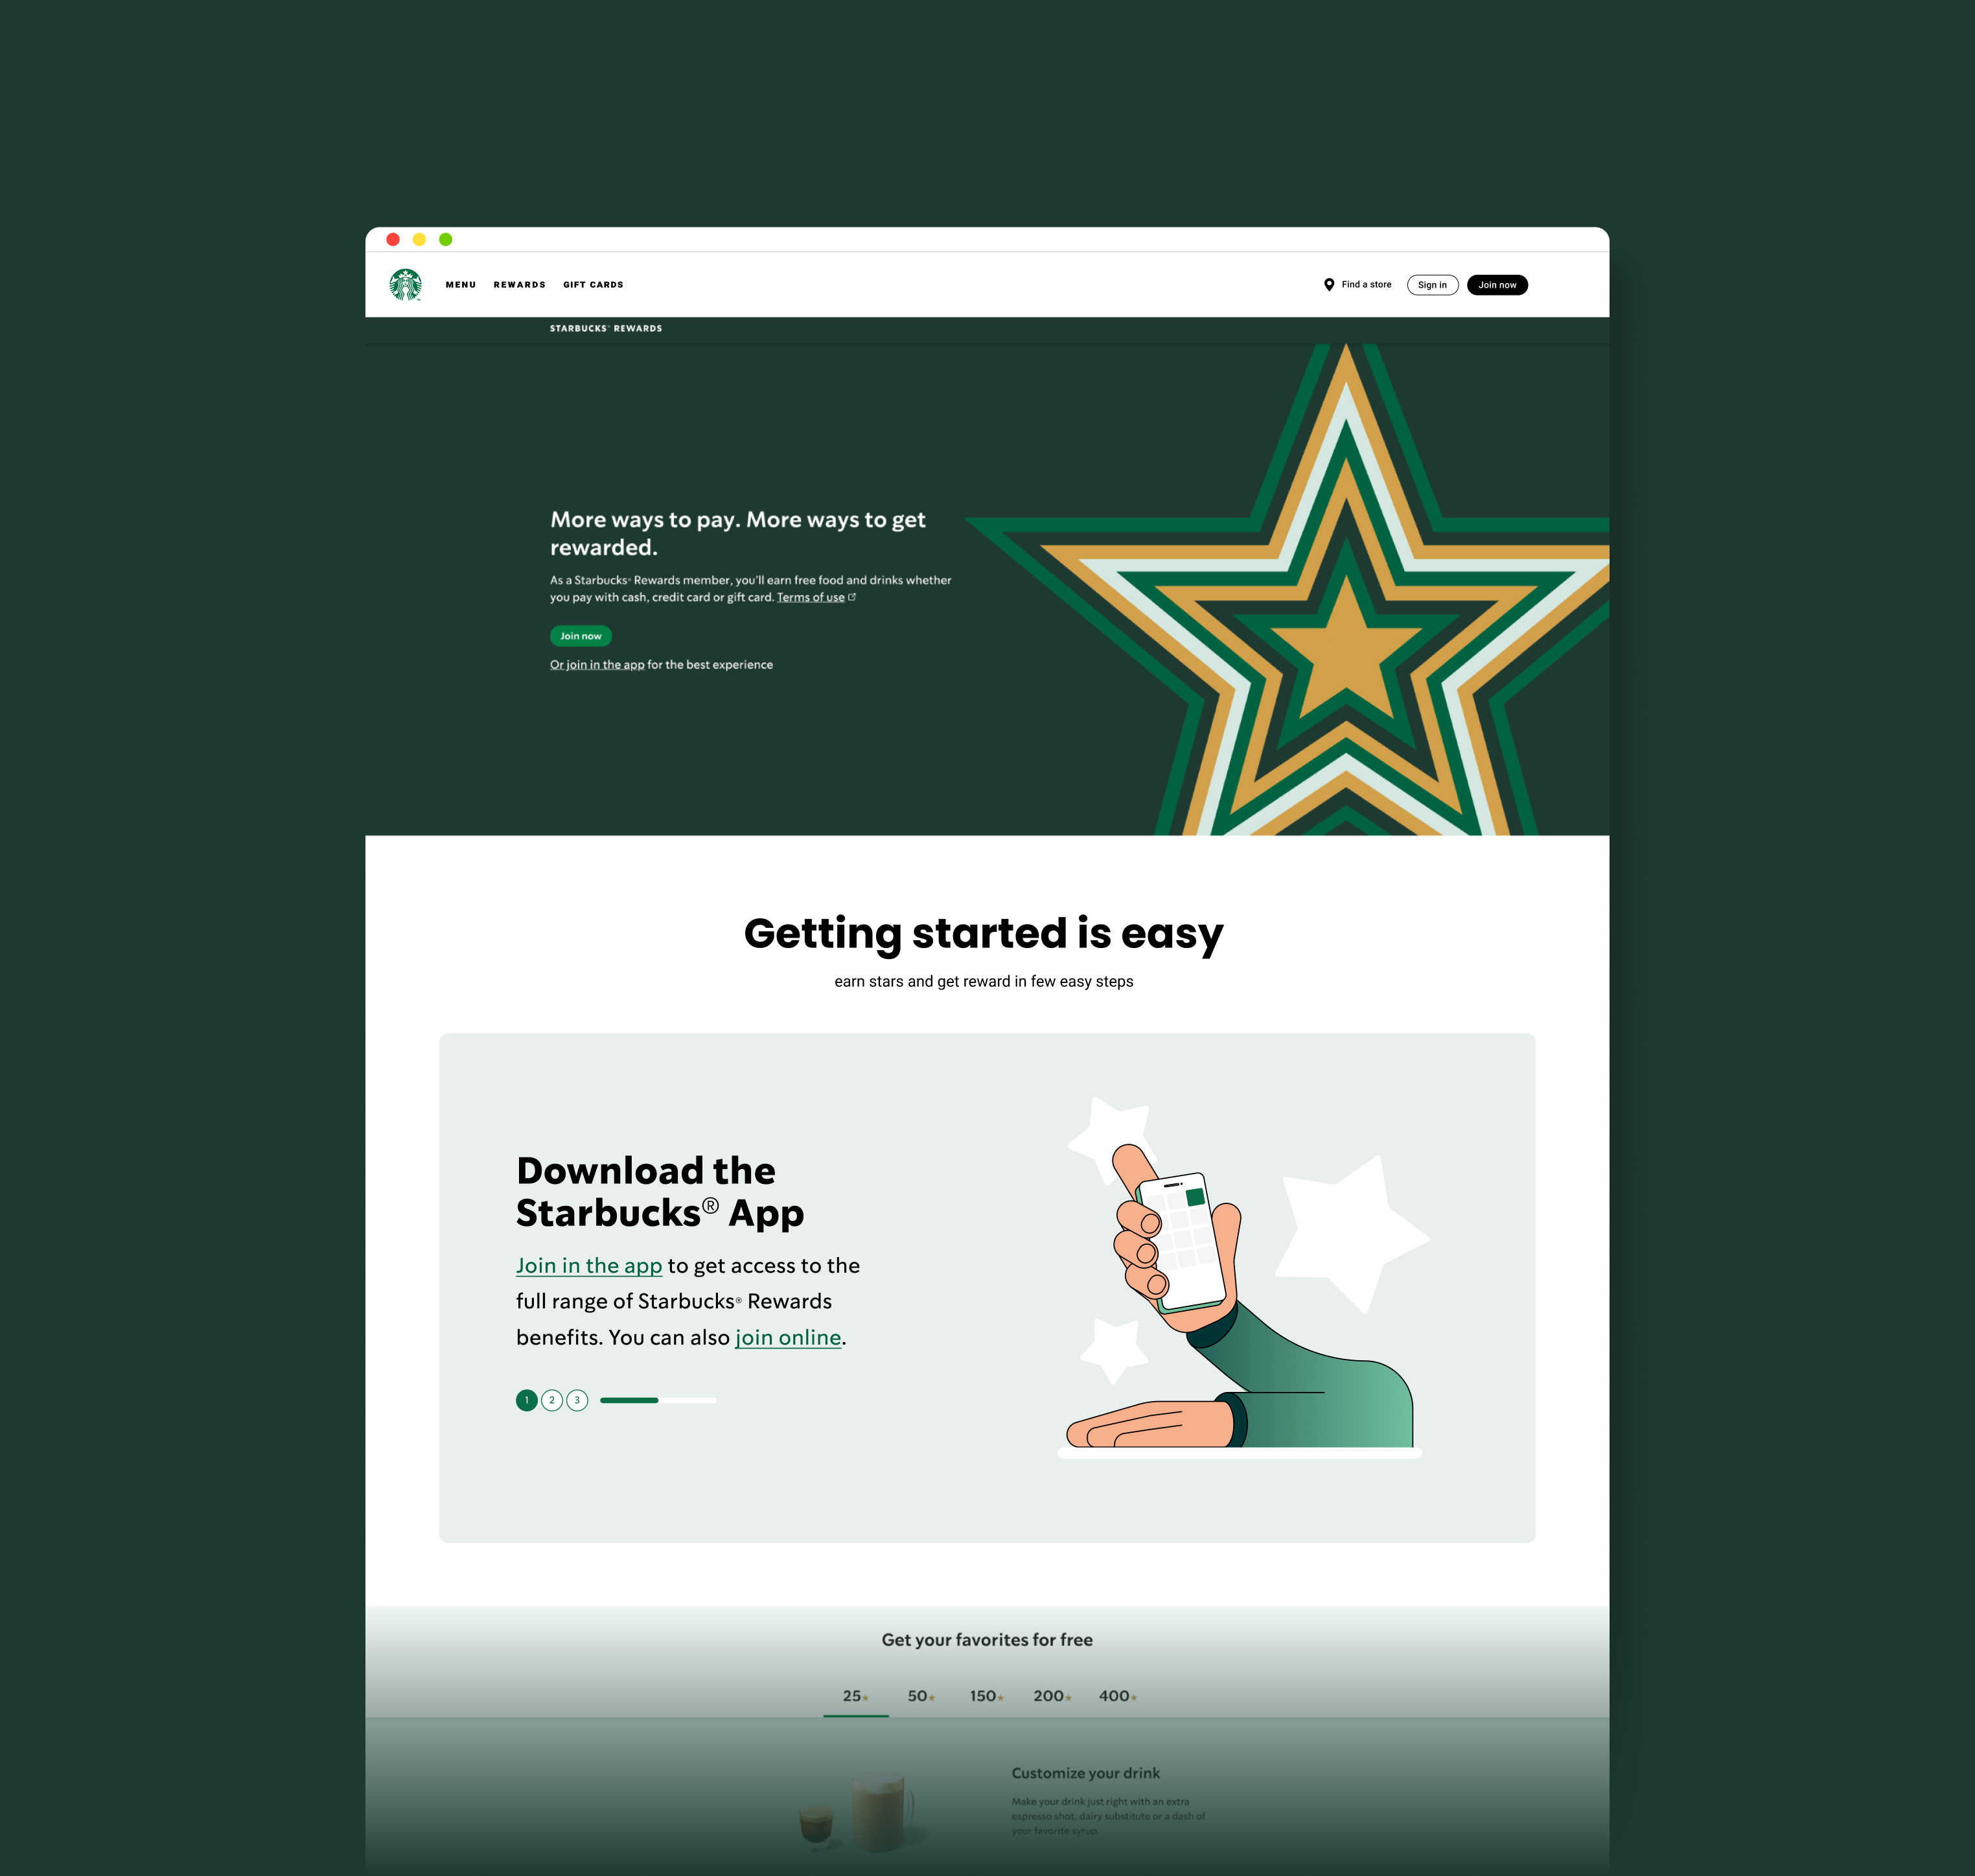 MENU REWARDS GIFT CARDS Find a store Sign in Join now
STARBUCKS® REWARDS
More ways to pay. More ways to get
rewarded.
As a Starbucks® Rewards member, you'll earn free food and drinks whether
you pay with cash, credit card or gift card. Terms of use
Join now
Or join in the app for the best experience
Getting started is easy
earn stars and get reward in few easy steps
Download the
Starbucks® App
Join in the app to get access to the
full range of Starbucks® Rewards
benefits. You can also join online.
1 2 3
Get your favorites for free
25★ 50★ 150★ 200★ 400★
Customize your drink
Make your drink just right with an extra
espresso shot, dairy substitute or a dash of
your favorite syrup.